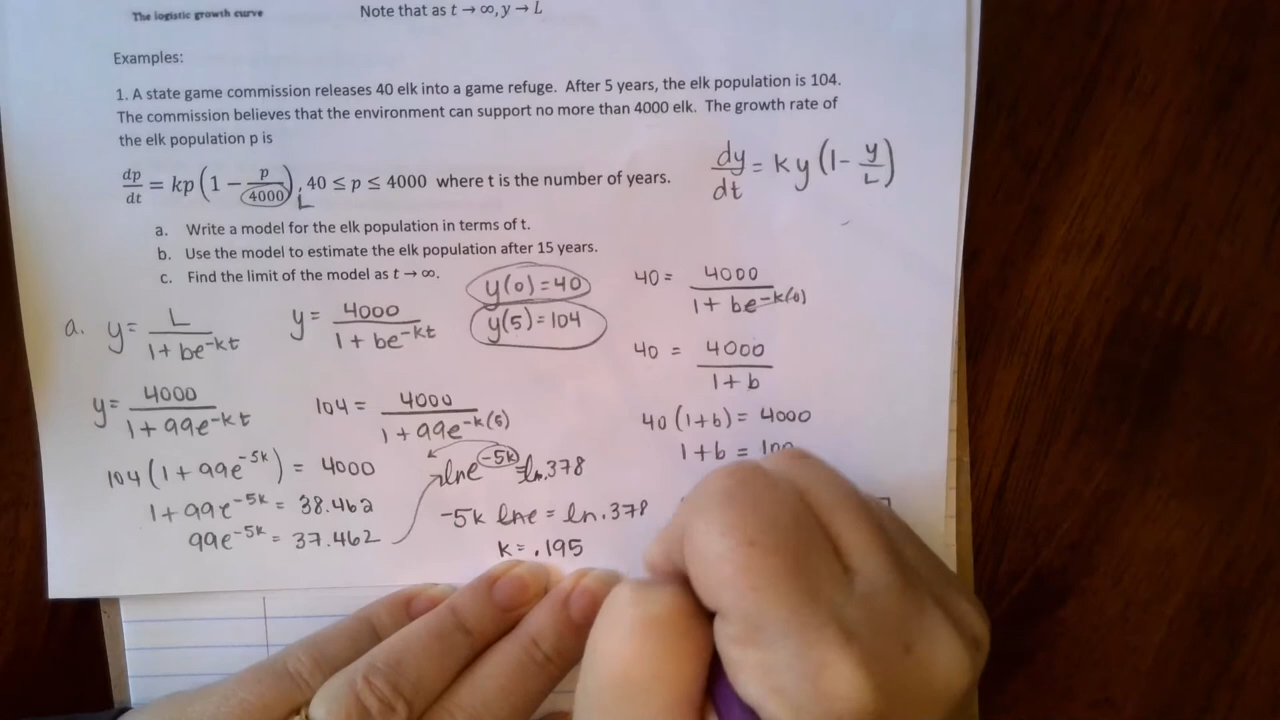 The logistic growth curve
Note that as t → ∞, y → L
Examples:
1. A state game commission releases 40 elk into a game refuge. After 5 years, the elk population is 104.
The commission believes that the environment can support no more than 4000 elk. The growth rate of
the elk population p is
dp/dt = kp(1 − p/4000), 40 ≤ p ≤ 4000 where t is the number of years.
L
dy/dt = ky(1 - y/L)
a. Write a model for the elk population in terms of t.
b. Use the model to estimate the elk population after 15 years.
c. Find the limit of the model as t → ∞.
a. y = L/(1 + be^-kt)
y = 4000/(1 + be^-kt)
y(0) = 40
y(5) = 104
40 = 4000/(1 + be^-k(0))
40 = 4000/(1 + b)
40(1+b) = 4000
1 + b = 100
y = 4000/(1 + 99e^-kt)
104 = 4000/(1 + 99e^-k(5))
104(1 + 99e^-5k) = 4000
1 + 99e^-5k = 38.462
99e^-5k = 37.462
lne^-5k = ln.378
-5k lne = ln.378
k = .195